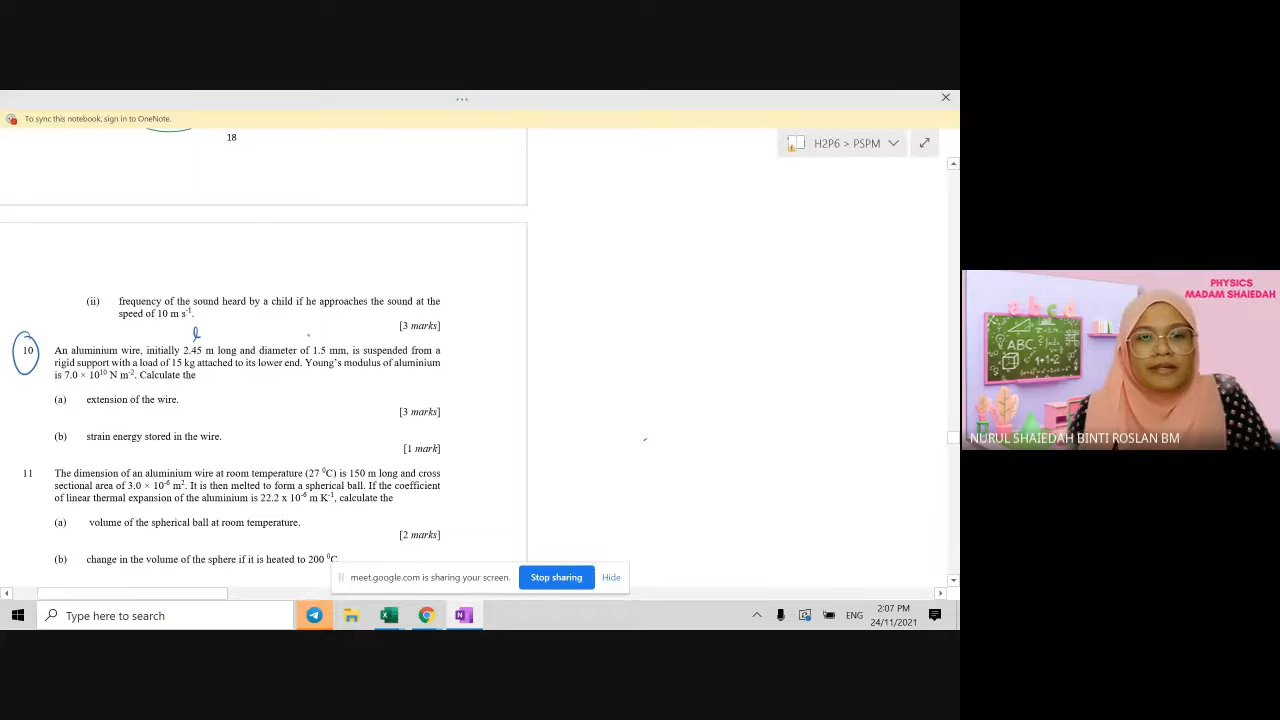 To sync this notebook, sign in to OneNote.
18
H2P6 > PSPM
(ii) frequency of the sound heard by a child if he approaches the sound at the
speed of 10 m s⁻¹.
[3 marks]
l
10 An aluminium wire, initially 2.45 m long and diameter of 1.5 mm, is suspended from a
rigid support with a load of 15 kg attached to its lower end. Young's modulus of aluminium
is 7.0 × 10¹⁰ N m⁻². Calculate the
(a) extension of the wire.
[3 marks]
(b) strain energy stored in the wire.
[1 mark]
11 The dimension of an aluminium wire at room temperature (27 ⁰C) is 150 m long and cross
sectional area of 3.0 × 10⁻⁶ m². It is then melted to form a spherical ball. If the coefficient
of linear thermal expansion of the aluminium is 22.2 x 10⁻⁶ m K⁻¹, calculate the
(a) volume of the spherical ball at room temperature.
[2 marks]
(b) change in the volume of the sphere if it is heated to 200 ⁰C.
meet.google.com is sharing your screen.
Stop sharing
Hide
Type here to search
ENG
2:07 PM
24/11/2021
PHYSICS
MADAM SHAIEDAH
abc
ABC
1+1=2
NURUL SHAIEDAH BINTI ROSLAN BM